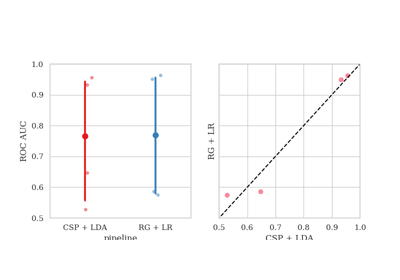 1.0
0.9
0.8
0.7
0.6
0.5
ROC AUC
CSP + LDA
RG + LR
pipeline
RG + LR
0.5
0.6
0.7
0.8
0.9
1.0
CSP + LDA